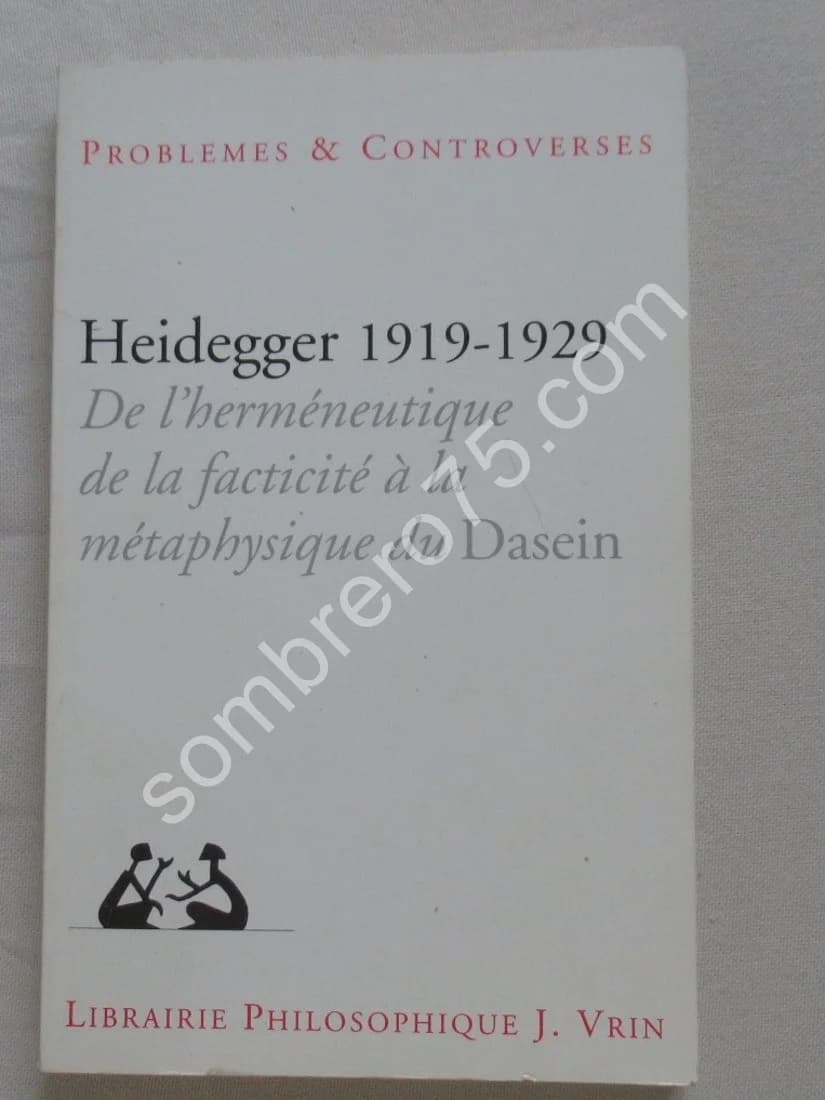 PROBLEMES & CONTROVERSES
Heidegger 1919-1929
De l'herméneutique
de la facticité à la
métaphysique du Dasein
sombrero75.com
LIBRAIRIE PHILOSOPHIQUE J. VRIN